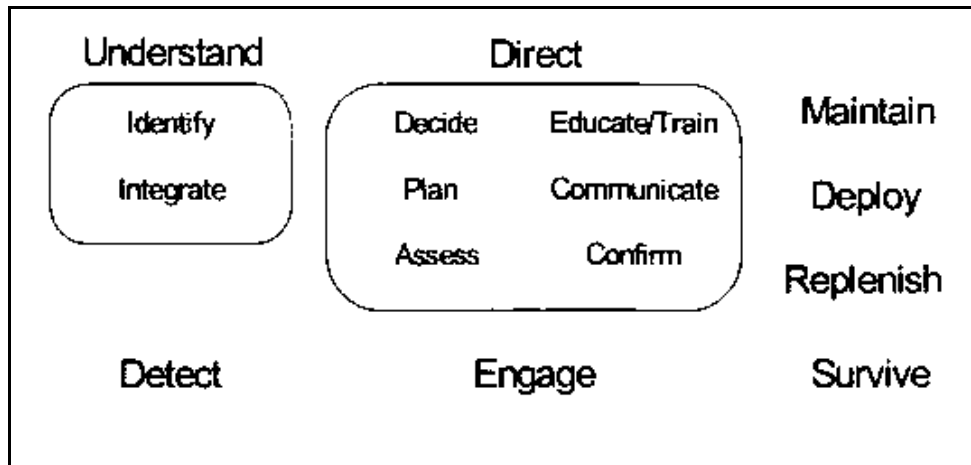 Understand
Identify
Integrate
Direct
Decide Educate/Train
Plan Communicate
Assess Confirm
Maintain
Deploy
Replenish
Detect Engage Survive